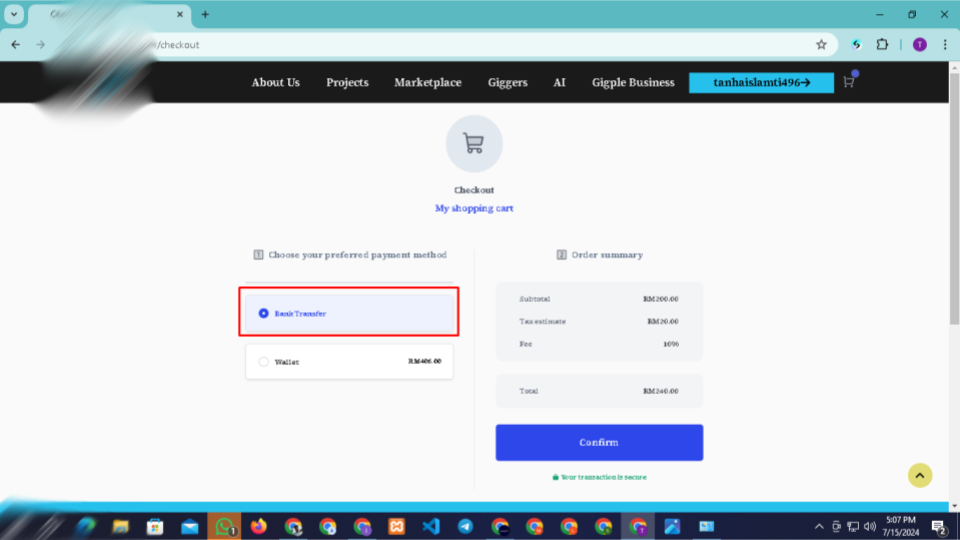 /checkout
T
About Us Projects Marketplace Giggers AI Gigple Business tanhaislamti496→
Checkout
My shopping cart
1 Choose your preferred payment method
Bank Transfer
Wallet RM406.00
2 Order summary
Subtotal RM200.00
Tax estimate RM20.00
Fee 10%
Total RM240.00
Confirm
Your transaction is secure
1
5:07 PM
7/15/2024
2